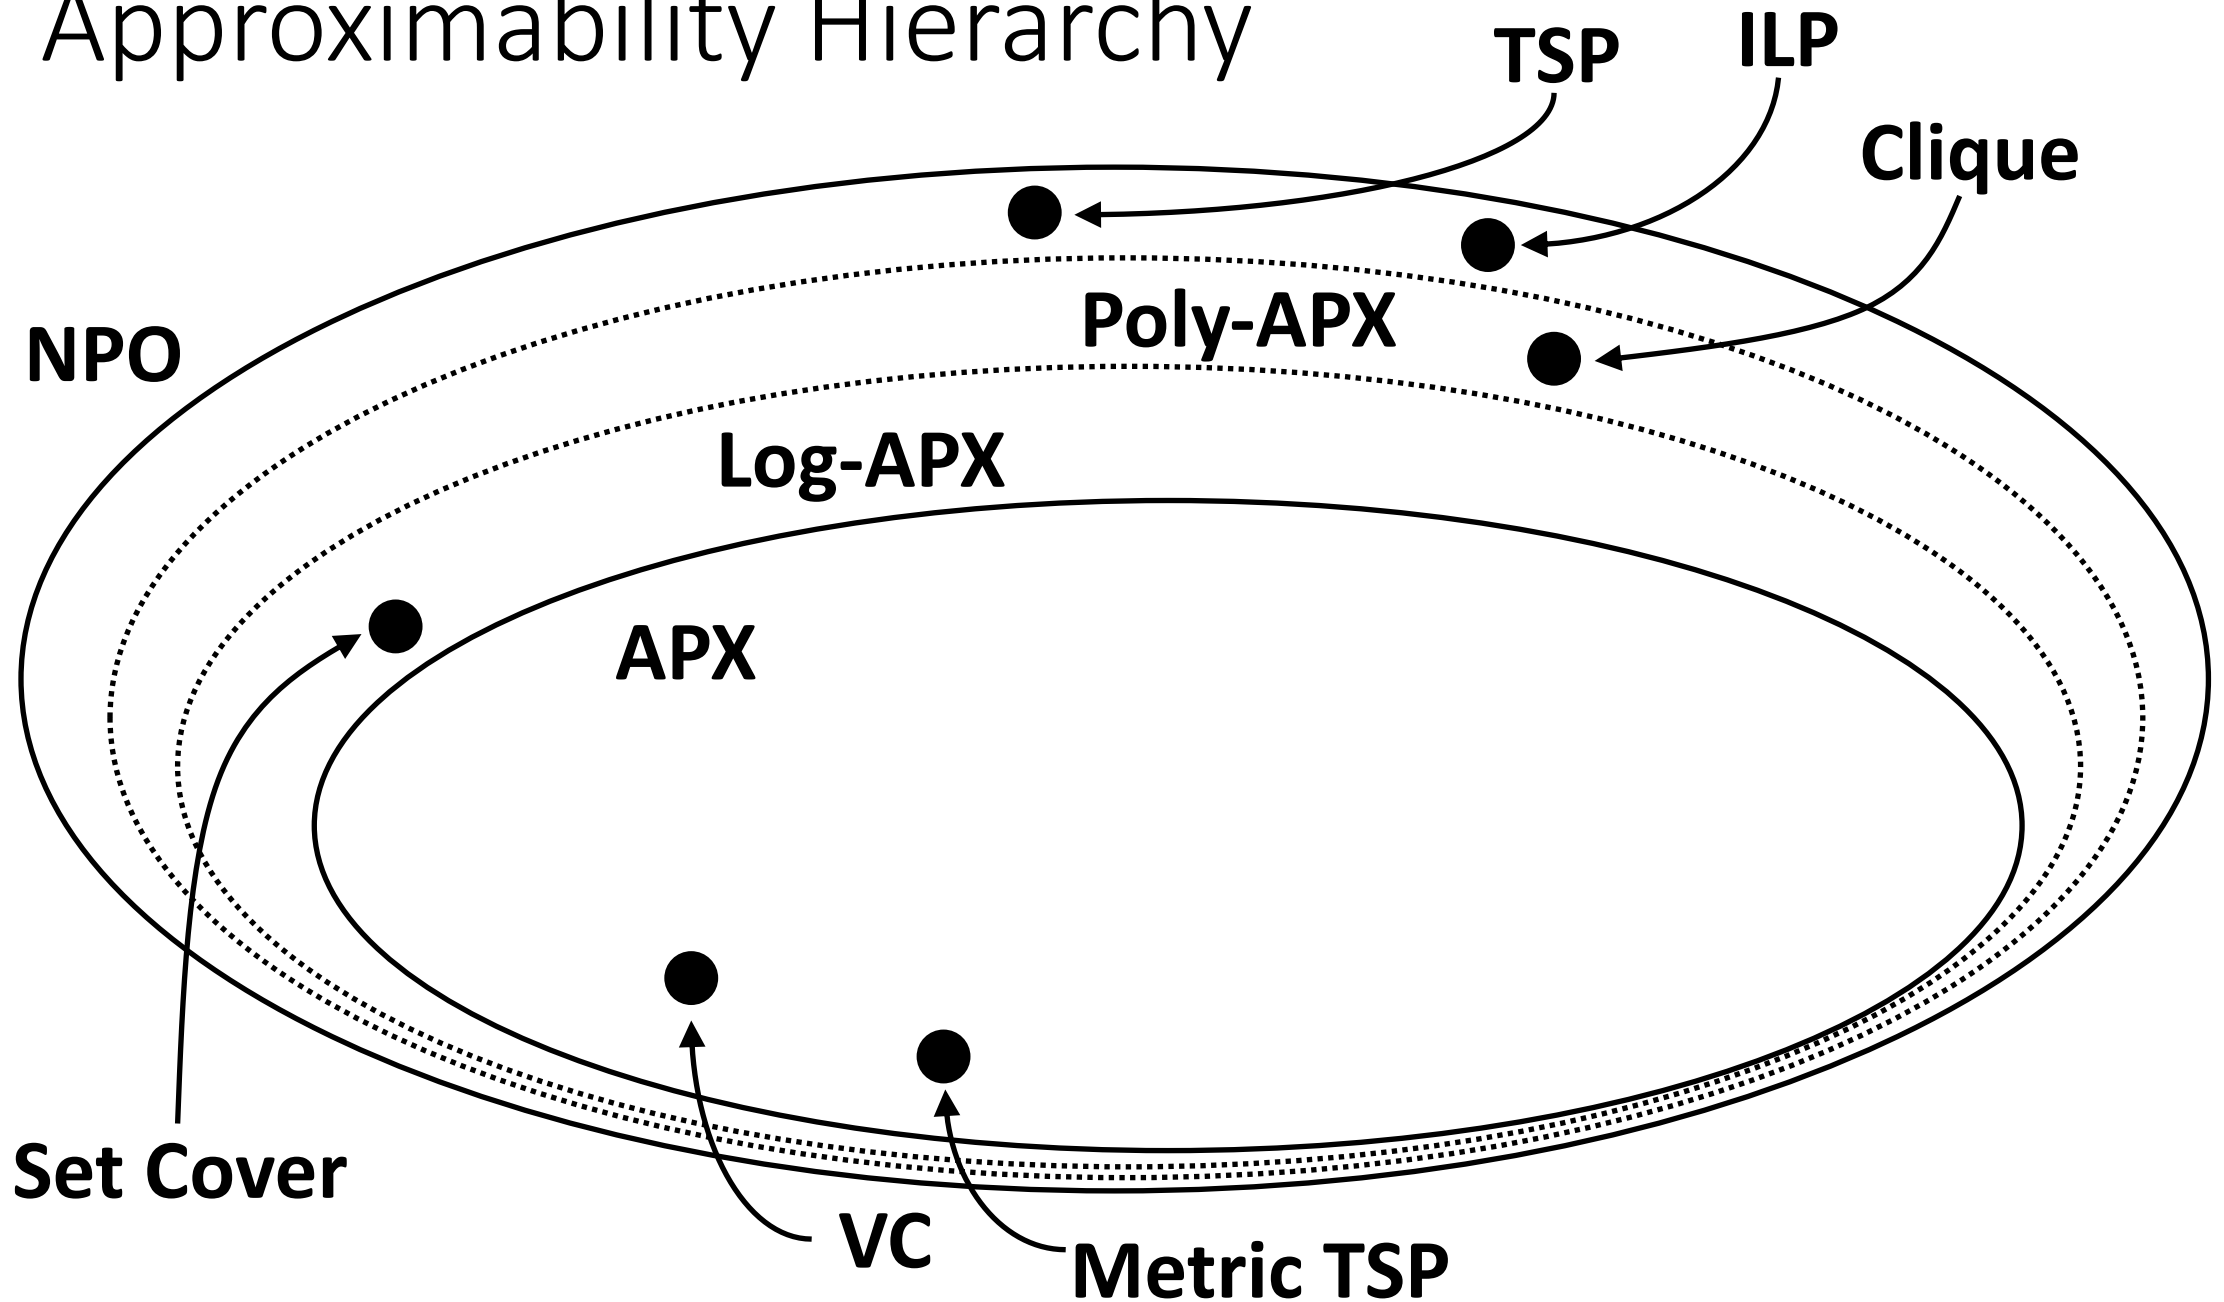 Approximability Hierarchy
TSP
ILP
Clique
NPO
Poly-APX
Log-APX
APX
Set Cover
VC
Metric TSP